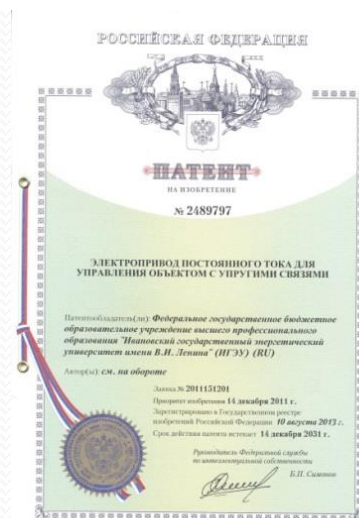 РОССИЙСКАЯ ФЕДЕРАЦИЯ
ПАТЕНТ
НА ИЗОБРЕТЕНИЕ
№ 2489797
ЭЛЕКТРОПРИВОД ПОСТОЯННОГО ТОКА ДЛЯ
УПРАВЛЕНИЯ ОБЪЕКТОМ С УПРУГИМИ СВЯЗЯМИ
Патентообладатель(ли): Федеральное государственное бюджетное
образовательное учреждение высшего профессионального
образования "Ивановский государственный энергетический
университет имени В.И. Ленина" (ИГЭУ) (RU)
Автор(ы): см. на обороте
Заявка № 2011151201
Приоритет изобретения 14 декабря 2011 г.
Зарегистрировано в Государственном реестре
изобретений Российской Федерации 10 августа 2013 г.
Срок действия патента истекает 14 декабря 2031 г.
Руководитель Федеральной службы
по интеллектуальной собственности
Б.П. Симонов